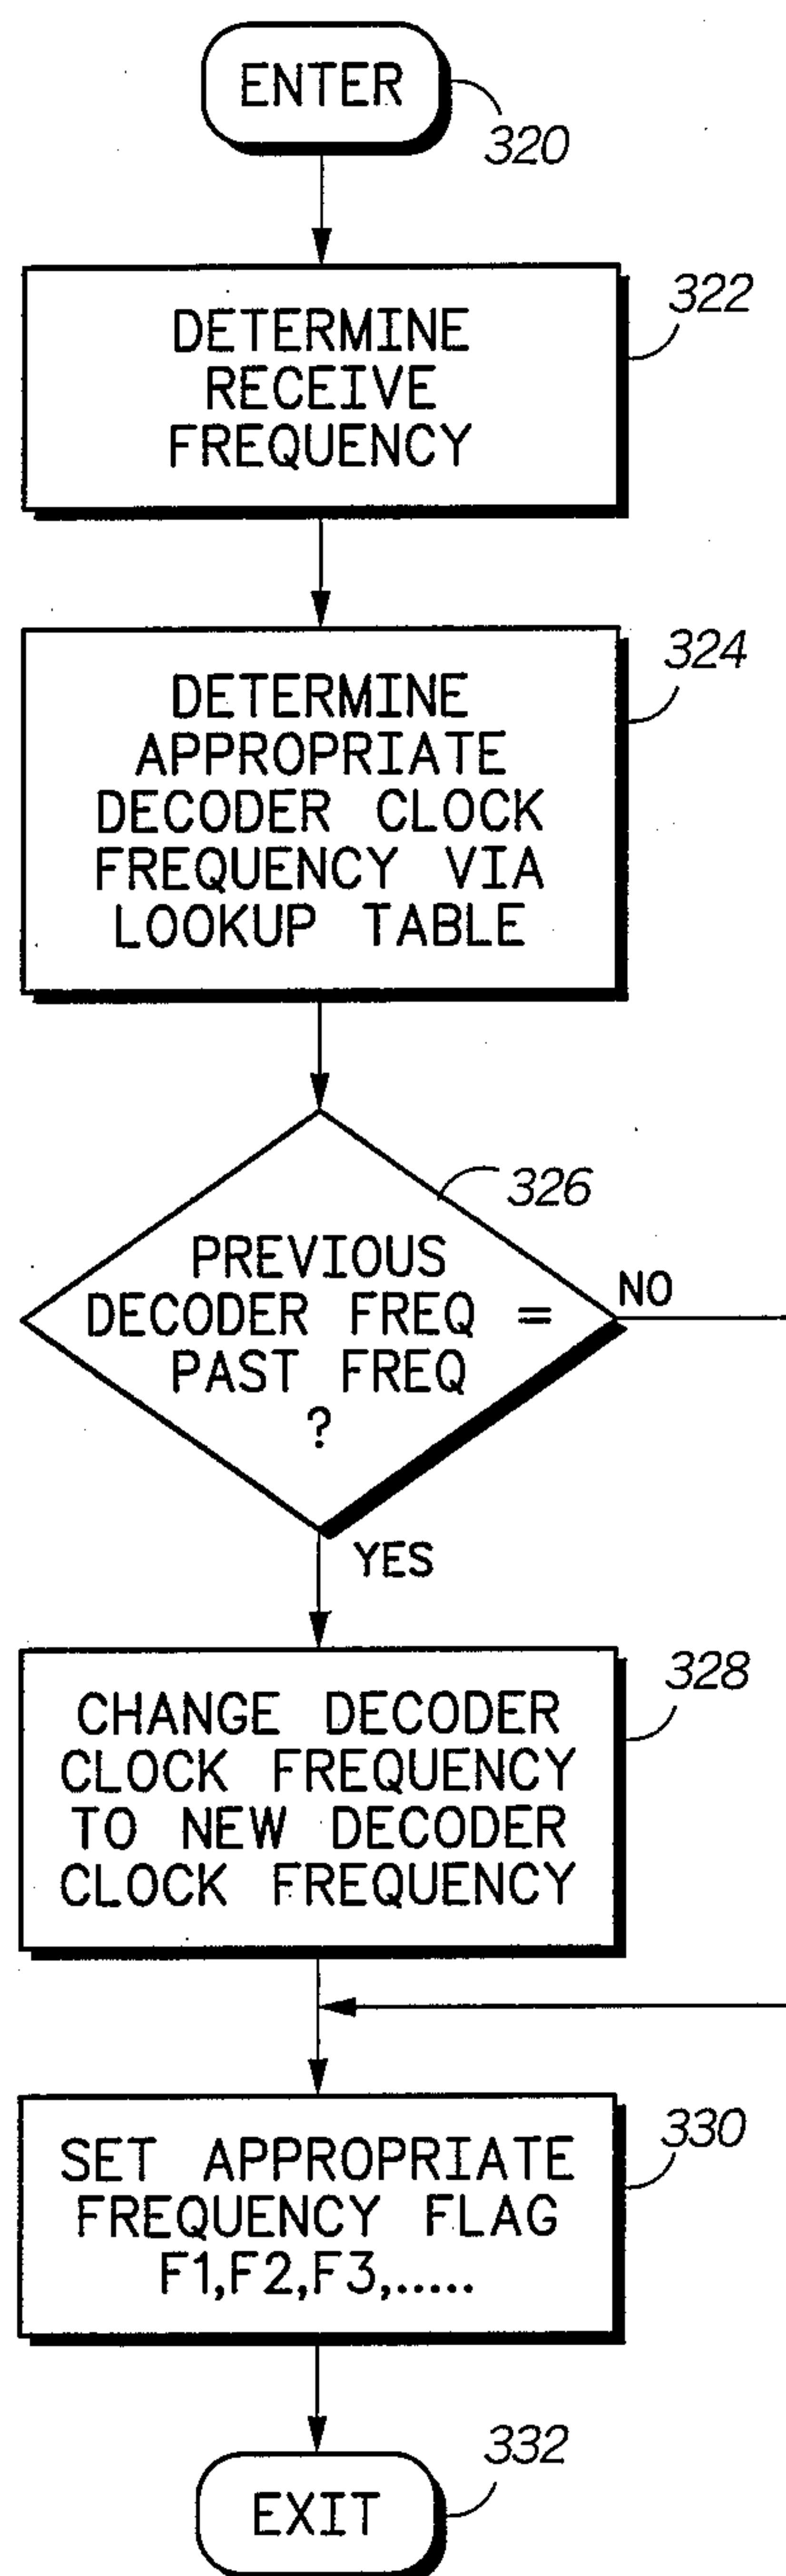 ENTER
320
DETERMINE
RECEIVE
FREQUENCY
322
DETERMINE
APPROPRIATE
DECODER CLOCK
FREQUENCY VIA
LOOKUP TABLE
324
326
PREVIOUS
DECODER FREQ =
PAST FREQ
?
NO
YES
CHANGE DECODER
CLOCK FREQUENCY
TO NEW DECODER
CLOCK FREQUENCY
328
SET APPROPRIATE
FREQUENCY FLAG
F1,F2,F3,.....
330
EXIT
332